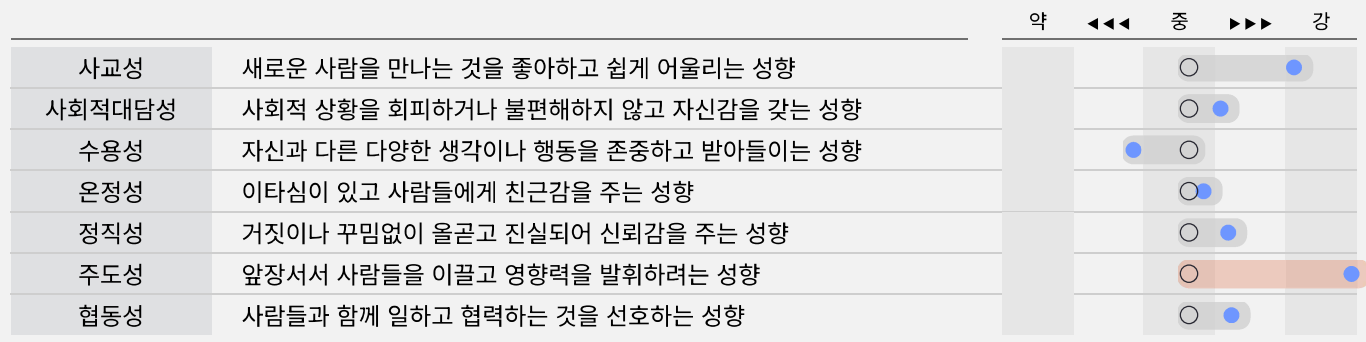 약 ◀◀◀ 중 ▶▶▶ 강
사교성 새로운 사람을 만나는 것을 좋아하고 쉽게 어울리는 성향
사회적대담성 사회적 상황을 회피하거나 불편해하지 않고 자신감을 갖는 성향
수용성 자신과 다른 다양한 생각이나 행동을 존중하고 받아들이는 성향
온정성 이타심이 있고 사람들에게 친근감을 주는 성향
정직성 거짓이나 꾸밈없이 올곧고 진실되어 신뢰감을 주는 성향
주도성 앞장서서 사람들을 이끌고 영향력을 발휘하려는 성향
협동성 사람들과 함께 일하고 협력하는 것을 선호하는 성향